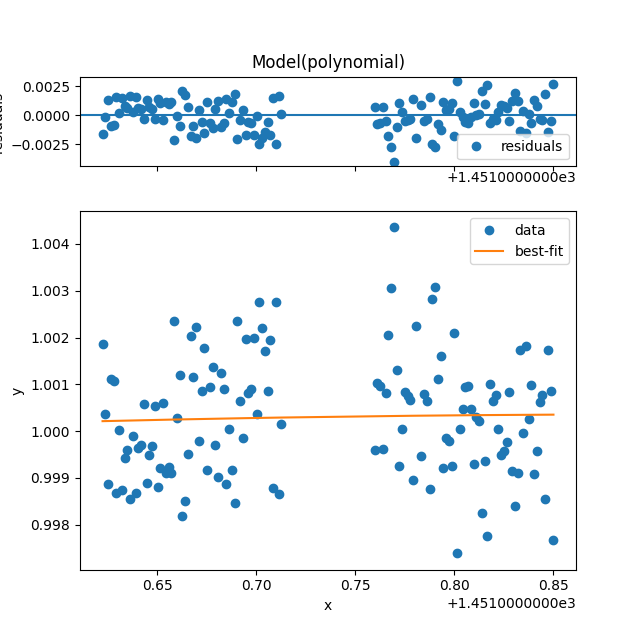 Model(polynomial)
0.0025
0.0000
−0.0025
residuals
residuals
+1.4510000000e3
1.004
1.003
1.002
1.001
1.000
0.999
0.998
y
data
best-fit
0.65
0.70
0.75
0.80
0.85
x
+1.4510000000e3